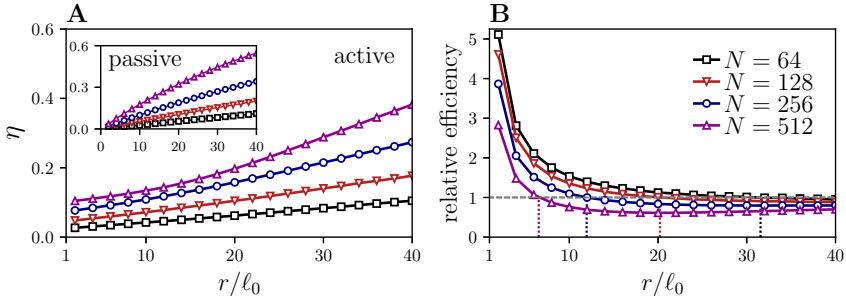 A
η
0.6
0.4
0.2
0.0
1
10
20
30
40
r/ℓ₀
active
passive
0.6
0.3
0.0
0
10
20
30
40
B
relative efficiency
5
4
3
2
1
0
1
10
20
30
40
r/ℓ₀
N = 64
N = 128
N = 256
N = 512